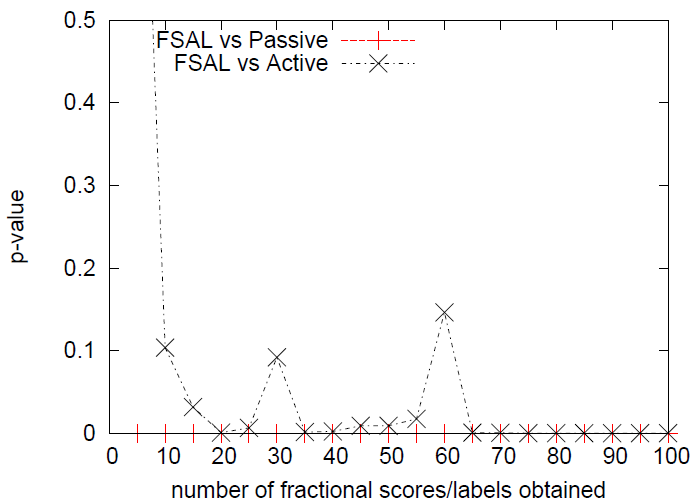 0.5
FSAL vs Passive
FSAL vs Active
0.4
0.3
p-value
0.2
0.1
0
0 10 20 30 40 50 60 70 80 90 100
number of fractional scores/labels obtained